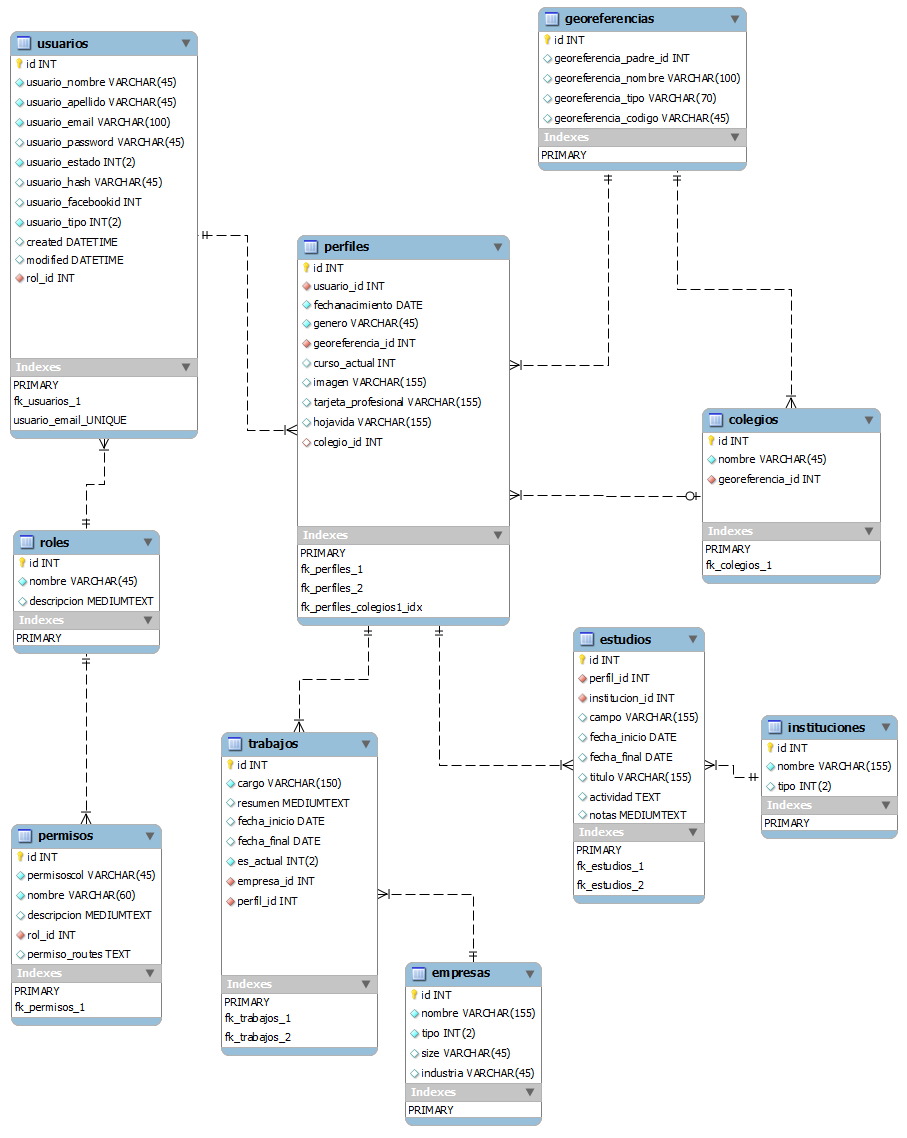 usuarios
id INT
usuario_nombre VARCHAR(45)
usuario_apellido VARCHAR(45)
usuario_email VARCHAR(100)
usuario_password VARCHAR(45)
usuario_estado INT(2)
usuario_hash VARCHAR(45)
usuario_facebookid INT
usuario_tipo INT(2)
created DATETIME
modified DATETIME
rol_id INT
Indexes
PRIMARY
fk_usuarios_1
usuario_email_UNIQUE
georeferencias
id INT
georeferencia_padre_id INT
georeferencia_nombre VARCHAR(100)
georeferencia_tipo VARCHAR(70)
georeferencia_codigo VARCHAR(45)
Indexes
PRIMARY
perfiles
id INT
usuario_id INT
fechanacimiento DATE
genero VARCHAR(45)
georeferencia_id INT
curso_actual INT
imagen VARCHAR(155)
tarjeta_profesional VARCHAR(155)
hojavida VARCHAR(155)
colegio_id INT
Indexes
PRIMARY
fk_perfiles_1
fk_perfiles_2
fk_perfiles_colegios1_idx
colegios
id INT
nombre VARCHAR(45)
georeferencia_id INT
Indexes
PRIMARY
fk_colegios_1
roles
id INT
nombre VARCHAR(45)
descripcion MEDIUMTEXT
Indexes
PRIMARY
estudios
id INT
perfil_id INT
institucion_id INT
campo VARCHAR(155)
fecha_inicio DATE
fecha_final DATE
titulo VARCHAR(155)
actividad TEXT
notas MEDIUMTEXT
Indexes
PRIMARY
fk_estudios_1
fk_estudios_2
instituciones
id INT
nombre VARCHAR(155)
tipo INT(2)
Indexes
PRIMARY
trabajos
id INT
cargo VARCHAR(150)
resumen MEDIUMTEXT
fecha_inicio DATE
fecha_final DATE
es_actual INT(2)
empresa_id INT
perfil_id INT
Indexes
PRIMARY
fk_trabajos_1
fk_trabajos_2
permisos
id INT
permisoscol VARCHAR(45)
nombre VARCHAR(60)
descripcion MEDIUMTEXT
rol_id INT
permiso_routes TEXT
Indexes
PRIMARY
fk_permisos_1
empresas
id INT
nombre VARCHAR(155)
tipo INT(2)
size VARCHAR(45)
industria VARCHAR(45)
Indexes
PRIMARY